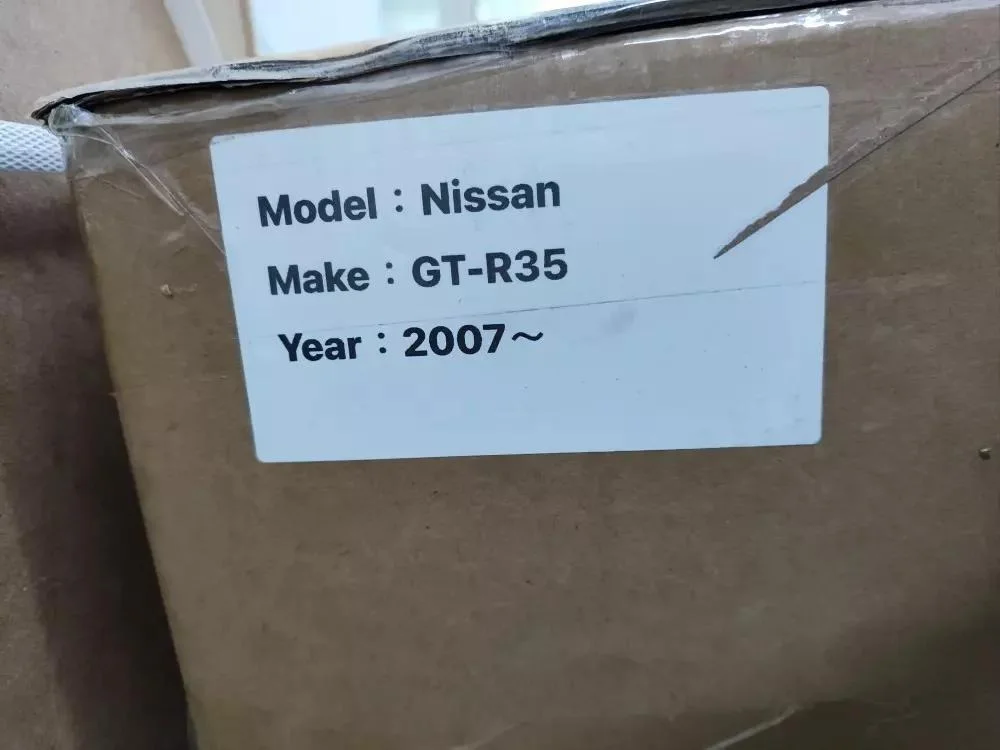 Model : Nissan
Make : GT-R35
Year : 2007～